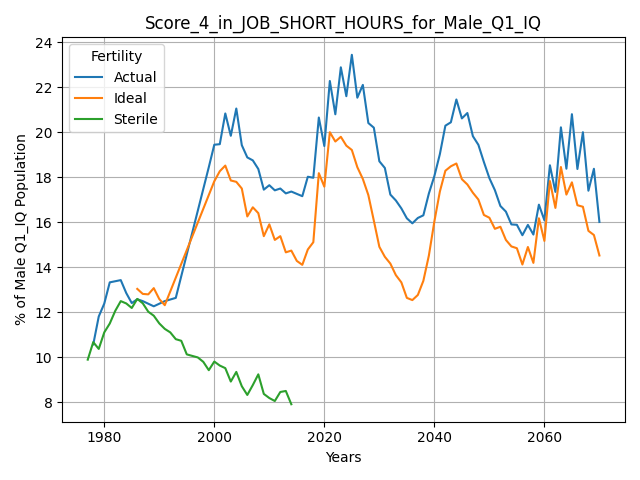 Score_4_in_JOB_SHORT_HOURS_for_Male_Q1_IQ
Fertility
Actual
Ideal
Sterile
% of Male Q1_IQ Population
24
22
20
18
16
14
12
10
8
1980
2000
2020
2040
2060
Years